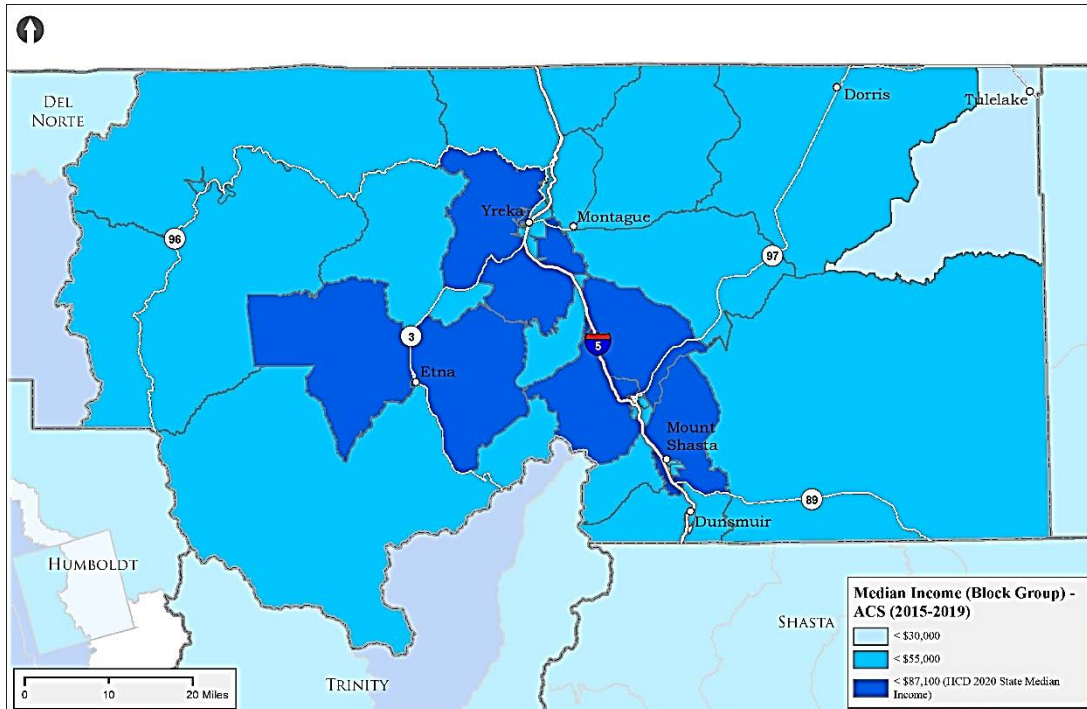 DEL
NORTE
Dorris
Tulelake
Yreka
Montague
96
97
3
5
Etna
Mount
Shasta
89
Dunsmuir
HUMBOLDT
SHASTA
TRINITY
0 10 20 Miles
Median Income (Block Group) -
ACS (2015-2019)
< $30,000
< $55,000
< $87,100 (HCD 2020 State Median
Income)